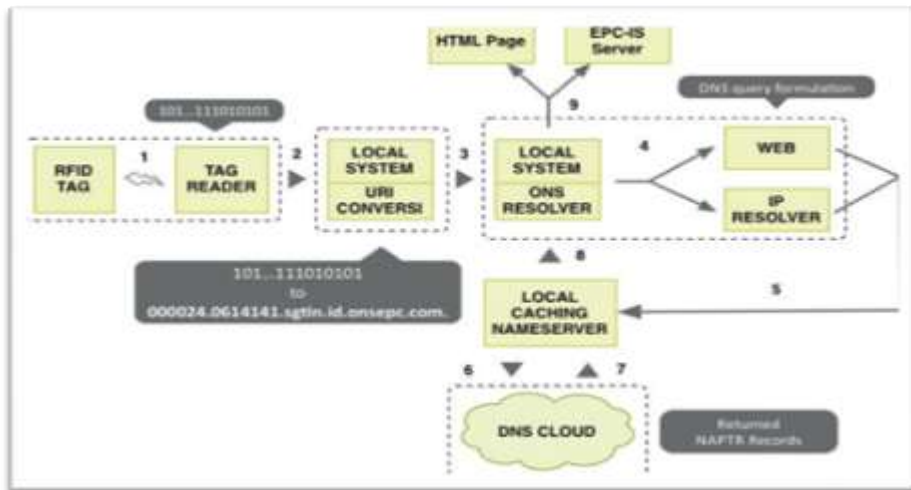 HTML Page
EPC-IS
Server
9
DNS query formulation
101...111010101
RFID
TAG
1
TAG
READER
2
LOCAL
SYSTEM
URI
CONVERSI
3
LOCAL
SYSTEM
ONS
RESOLVER
4
WEB
IP
RESOLVER
101...111010101
to
000024.0614141.sgtin.id.onsepc.com.
8
LOCAL
CACHING
NAMESERVER
5
6
7
DNS CLOUD
Returned
NAPTR Records